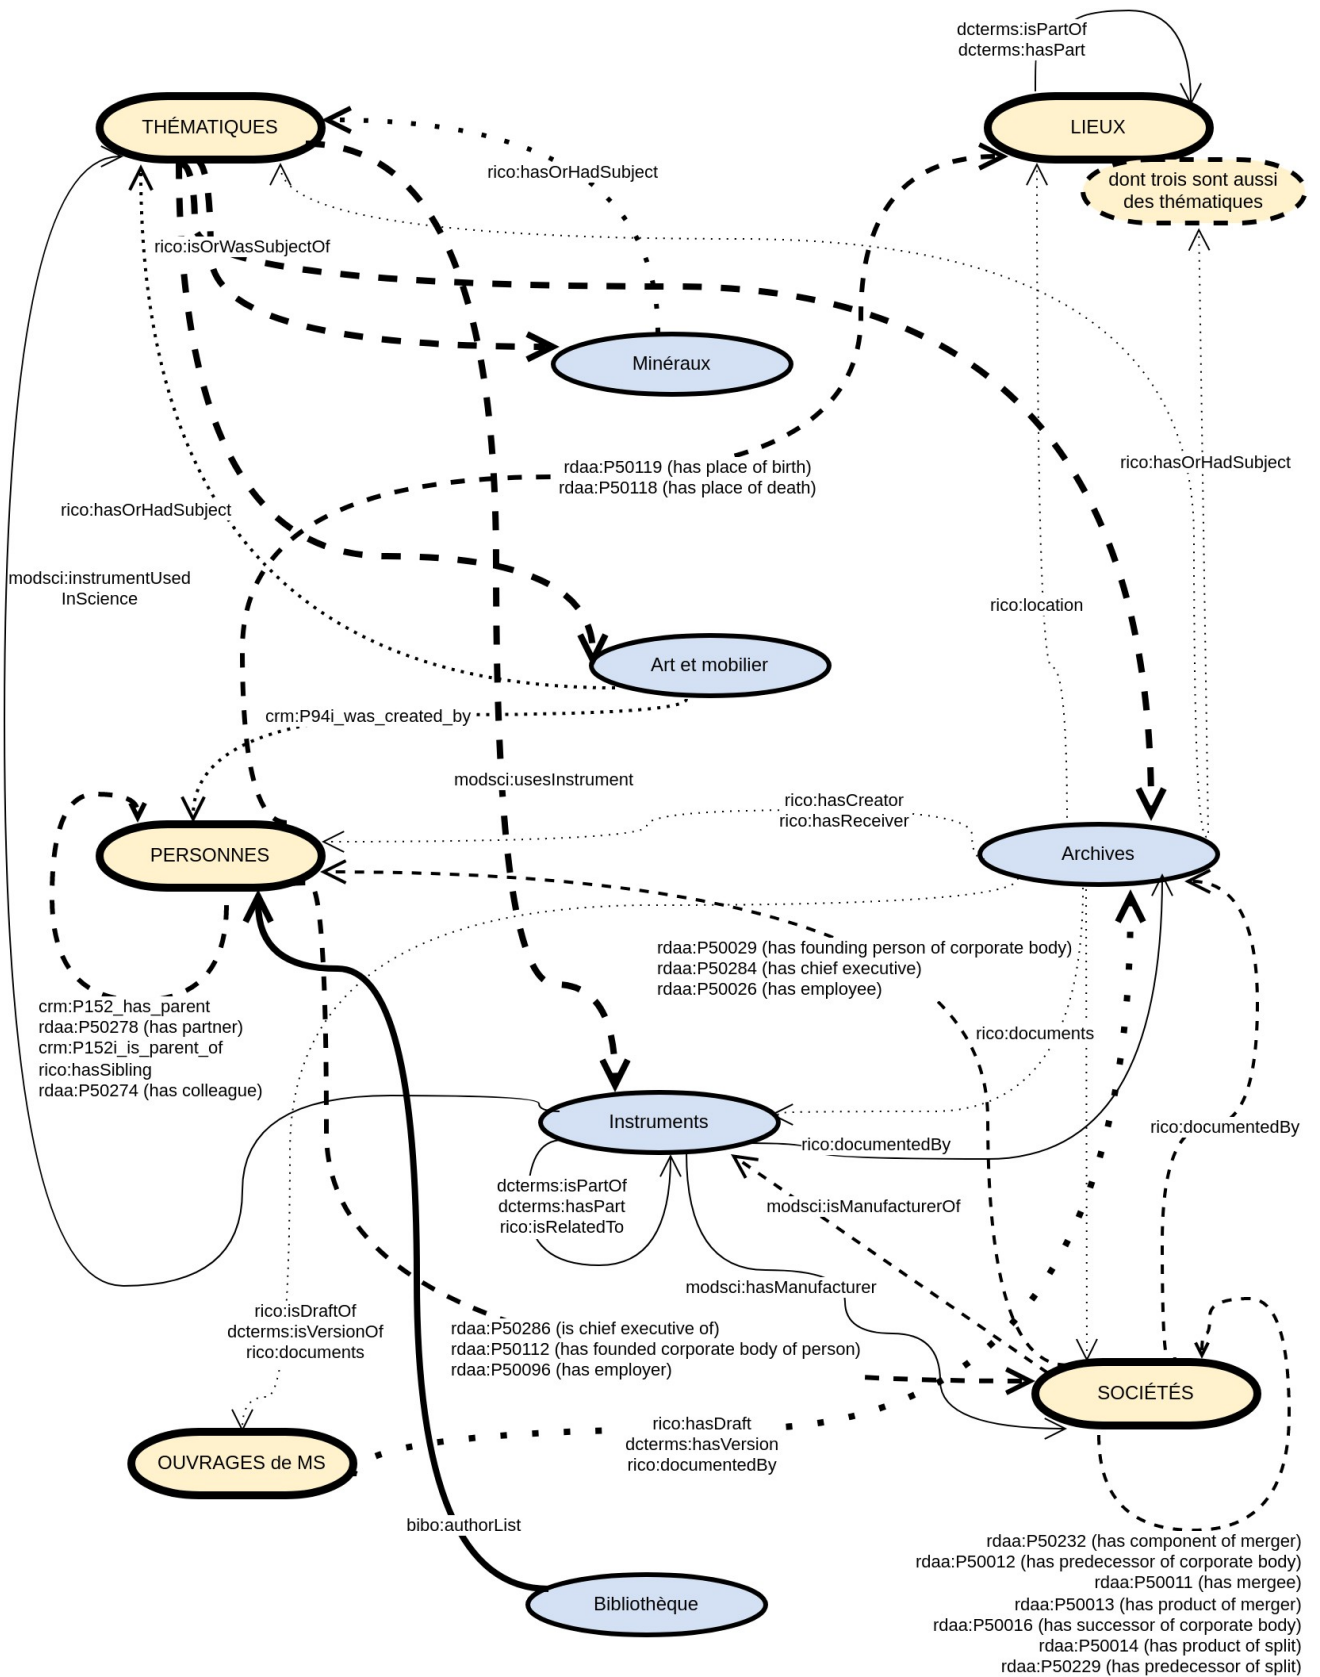 dcterms:isPartOf
dcterms:hasPart
THÉMATIQUES
LIEUX
rico:hasOrHadSubject
dont trois sont aussi
des thématiques
rico:isOrWasSubjectOf
Minéraux
rico:hasOrHadSubject
rdaa:P50119 (has place of birth)
rdaa:P50118 (has place of death)
rico:hasOrHadSubject
modsci:instrumentUsed
InScience
rico:location
Art et mobilier
crm:P94i_was_created_by
modsci:usesInstrument
rico:hasCreator
rico:hasReceiver
PERSONNES
Archives
rdaa:P50029 (has founding person of corporate body)
rdaa:P50284 (has chief executive)
rdaa:P50026 (has employee)
crm:P152_has_parent
rdaa:P50278 (has partner)
crm:P152i_is_parent_of
rico:hasSibling
rdaa:P50274 (has colleague)
rico:documents
Instruments
rico:documentedBy
rico:documentedBy
dcterms:isPartOf
dcterms:hasPart
rico:isRelatedTo
modsci:isManufacturerOf
modsci:hasManufacturer
rico:isDraftOf
dcterms:isVersionOf
rico:documents
rdaa:P50286 (is chief executive of)
rdaa:P50112 (has founded corporate body of person)
rdaa:P50096 (has employer)
SOCIÉTÉS
rico:hasDraft
dcterms:hasVersion
rico:documentedBy
OUVRAGES de MS
bibo:authorList
rdaa:P50232 (has component of merger)
rdaa:P50012 (has predecessor of corporate body)
rdaa:P50011 (has mergee)
rdaa:P50013 (has product of merger)
rdaa:P50016 (has successor of corporate body)
rdaa:P50014 (has product of split)
rdaa:P50229 (has predecessor of split)
Bibliothèque